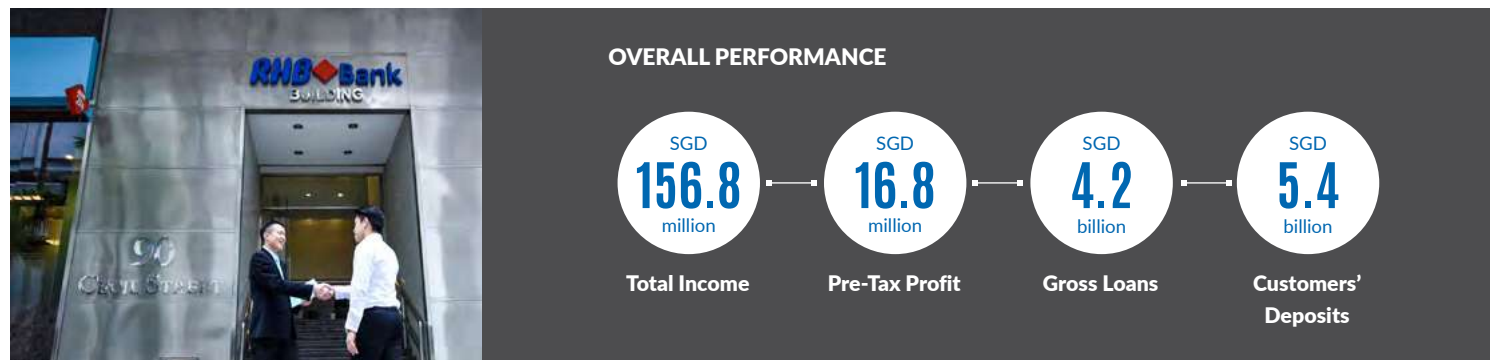 RHB Bank
BUILDING
90
CECIL STREET
OVERALL PERFORMANCE
SGD
156.8
million
Total Income
SGD
16.8
million
Pre-Tax Profit
SGD
4.2
billion
Gross Loans
SGD
5.4
billion
Customers’
Deposits